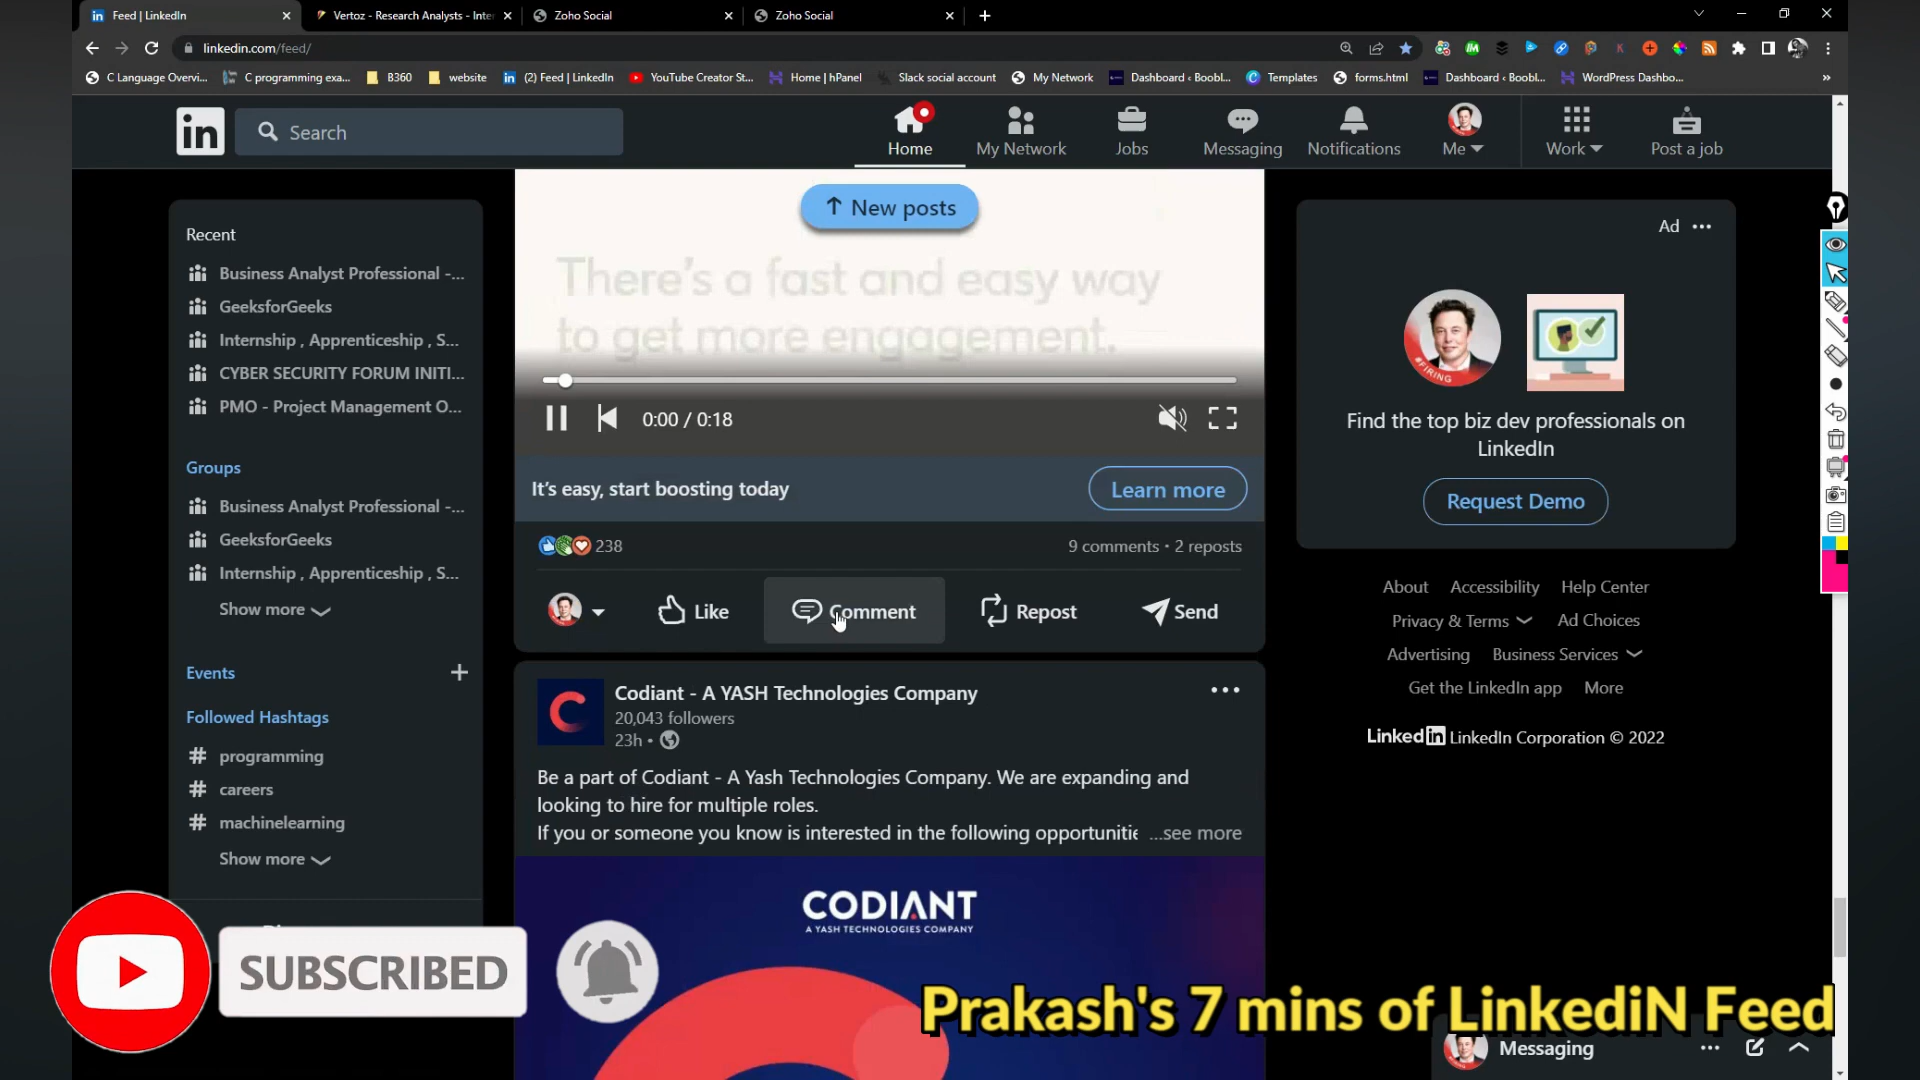 Feed | LinkedIn
Vertoz - Research Analysts - Inte
Zoho Social
Zoho Social
linkedin.com/feed/
C Language Overvi...
C programming exa...
B360
website
(2) Feed | LinkedIn
YouTube Creator St...
Home | hPanel
Slack social account
My Network
Dashboard ‹ Boobl...
Templates
forms.html
Dashboard ‹ Boobl...
WordPress Dashbo...
»
in
Search
Home
My Network
Jobs
Messaging
Notifications
Me
Work
Post a job
Recent
Business Analyst Professional -...
GeeksforGeeks
Internship , Apprenticeship , S...
CYBER SECURITY FORUM INITI...
PMO - Project Management O...
Groups
Business Analyst Professional -...
GeeksforGeeks
Internship , Apprenticeship , S...
Show more
Events +
Followed Hashtags
# programming
# careers
# machinelearning
Show more
↑ New posts
There's a fast and easy way
to get more engagement.
0:00 / 0:18
It's easy, start boosting today
Learn more
238
9 comments • 2 reposts
Like
Comment
Repost
Send
Codiant - A YASH Technologies Company
20,043 followers
23h •
Be a part of Codiant - A Yash Technologies Company. We are expanding and
looking to hire for multiple roles.
If you or someone you know is interested in the following opportunitie ...see more
CODIANT
A YASH TECHNOLOGIES COMPANY
Ad
#FIRING
Find the top biz dev professionals on
LinkedIn
Request Demo
About Accessibility Help Center
Privacy & Terms Ad Choices
Advertising Business Services
Get the LinkedIn app More
LinkedIn LinkedIn Corporation © 2022
SUBSCRIBED
Prakash's 7 mins of LinkediN Feed
Messaging